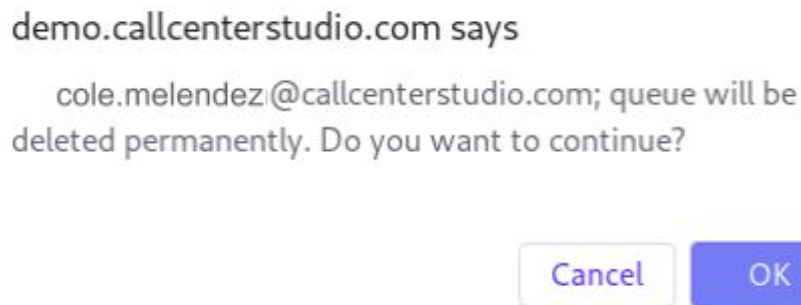 demo.callcenterstudio.com says
cole.melendez@callcenterstudio.com; queue will be
deleted permanently. Do you want to continue?
Cancel
OK